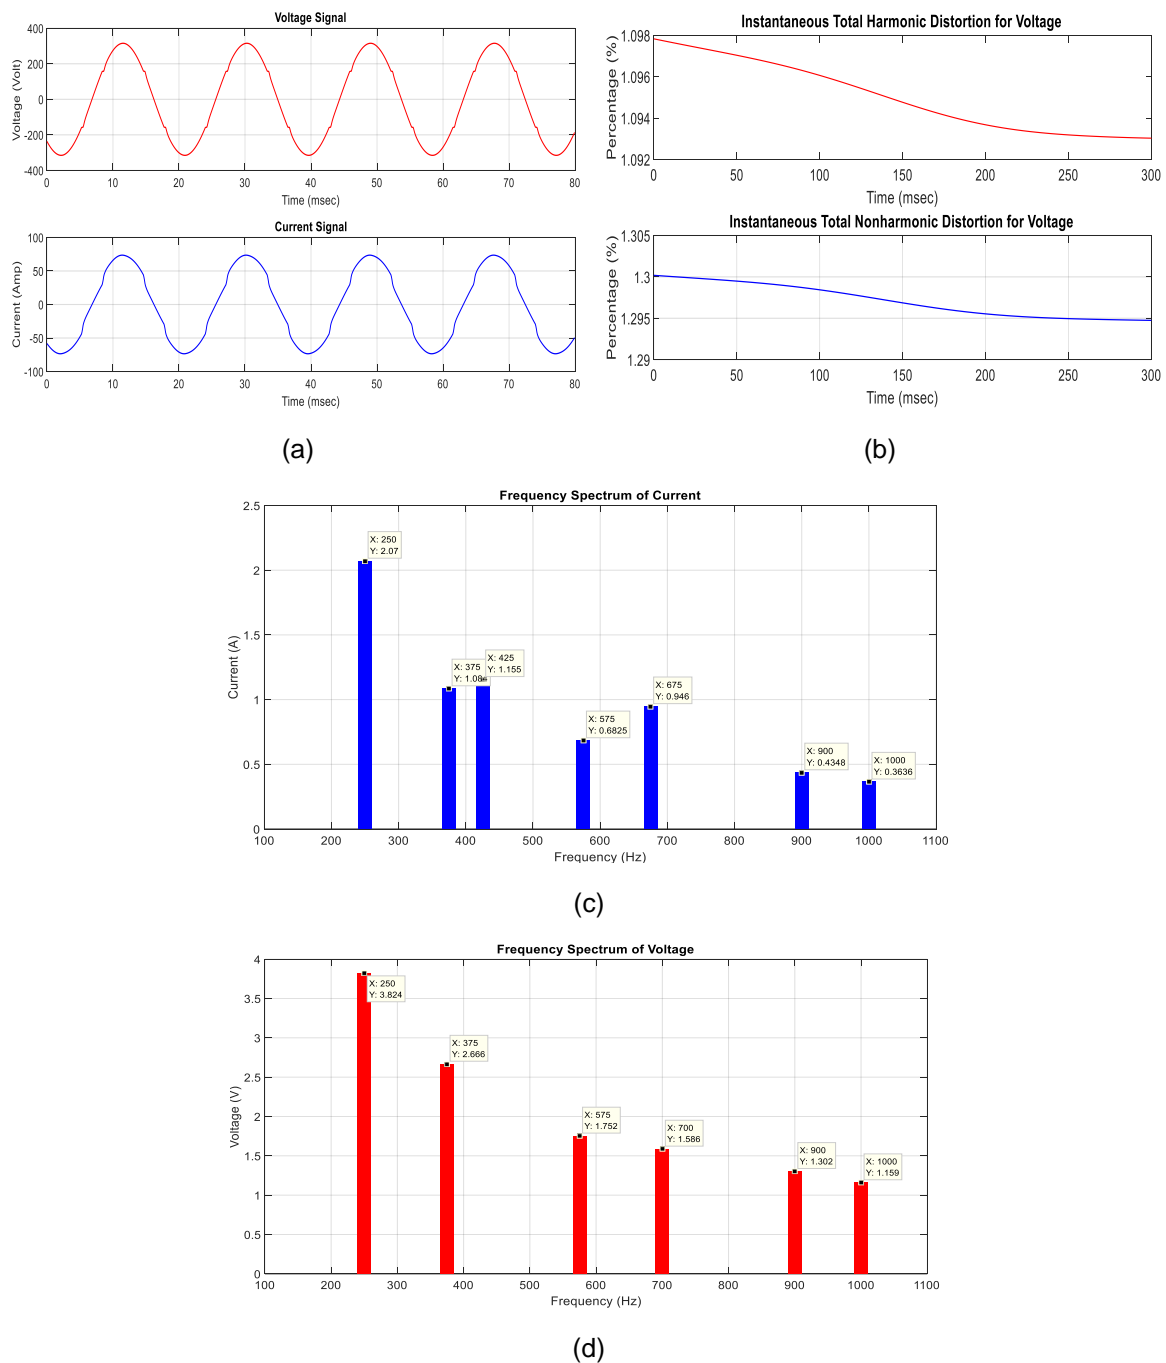 Voltage Signal
400
200
0
-200
-400
Voltage (Volt)
0 10 20 30 40 50 60 70 80
Time (msec)
Current Signal
100
50
0
-50
-100
Current (Amp)
0 10 20 30 40 50 60 70 80
Time (msec)
(a)
Instantaneous Total Harmonic Distortion for Voltage
1.098
1.096
1.094
1.092
Percentage (%)
0 50 100 150 200 250 300
Time (msec)
Instantaneous Total Nonharmonic Distortion for Voltage
1.305
1.3
1.295
1.29
Percentage (%)
0 50 100 150 200 250 300
Time (msec)
(b)
Frequency Spectrum of Current
2.5
2
1.5
1
0.5
0
Current (A)
X: 250
Y: 2.07
X: 375
X: 425
Y: 1.155
X: 575
Y: 0.6825
X: 675
Y: 0.946
X: 900
Y: 0.4348
X: 1000
Y: 0.3636
100 200 300 400 500 600 700 800 900 1000 1100
Frequency (Hz)
(c)
Frequency Spectrum of Voltage
4
3.5
3
2.5
2
1.5
1
0.5
0
Voltage (V)
X: 250
Y: 3.824
X: 375
Y: 2.666
X: 575
Y: 1.752
X: 700
Y: 1.586
X: 900
Y: 1.302
X: 1000
Y: 1.159
100 200 300 400 500 600 700 800 900 1000 1100
Frequency (Hz)
(d)